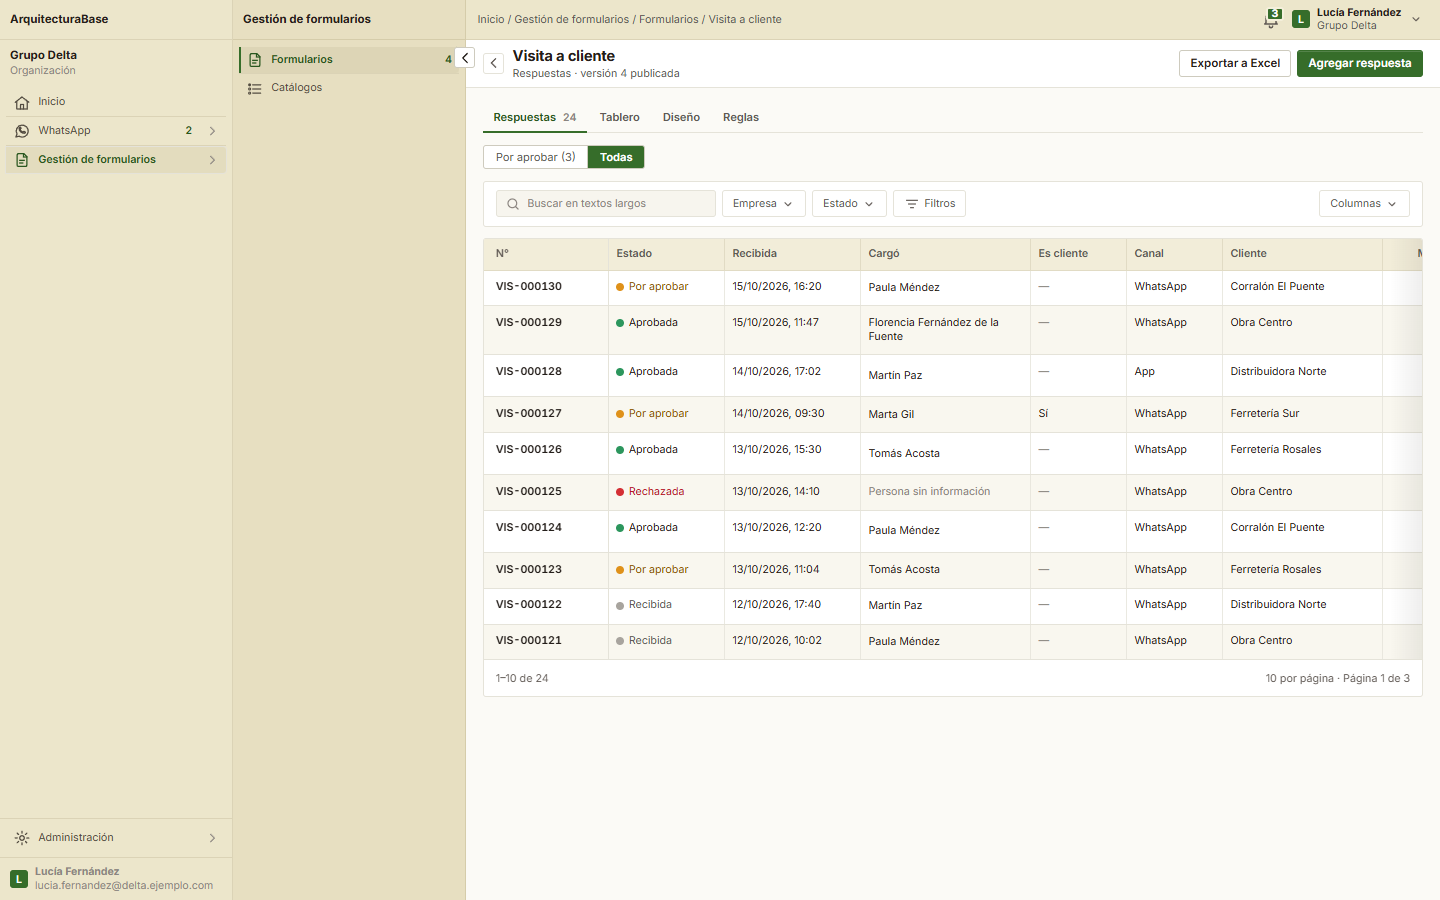 ArquitecturaBase
Grupo Delta
Organización
Inicio
WhatsApp 2
Gestión de formularios
Administración
L
Lucía Fernández
lucia.fernandez@delta.ejemplo.com
Gestión de formularios
Formularios 4
Catálogos
Inicio / Gestión de formularios / Formularios / Visita a cliente
3
L
Lucía Fernández
Grupo Delta
Visita a cliente
Respuestas · versión 4 publicada
Exportar a Excel
Agregar respuesta
Respuestas 24 Tablero Diseño Reglas
Por aprobar (3) Todas
Buscar en textos largos Empresa Estado Filtros Columnas
N° Estado Recibida Cargó Es cliente Canal Cliente
VIS-000130 Por aprobar 15/10/2026, 16:20 Paula Méndez — WhatsApp Corralón El Puente
VIS-000129 Aprobada 15/10/2026, 11:47 Florencia Fernández de la — WhatsApp Obra Centro
Fuente
VIS-000128 Aprobada 14/10/2026, 17:02 Martín Paz — App Distribuidora Norte
VIS-000127 Por aprobar 14/10/2026, 09:30 Marta Gil Sí WhatsApp Ferretería Sur
VIS-000126 Aprobada 13/10/2026, 15:30 Tomás Acosta — WhatsApp Ferretería Rosales
VIS-000125 Rechazada 13/10/2026, 14:10 Persona sin información — WhatsApp Obra Centro
VIS-000124 Aprobada 13/10/2026, 12:20 Paula Méndez — WhatsApp Corralón El Puente
VIS-000123 Por aprobar 13/10/2026, 11:04 Tomás Acosta — WhatsApp Ferretería Rosales
VIS-000122 Recibida 12/10/2026, 17:40 Martín Paz — WhatsApp Distribuidora Norte
VIS-000121 Recibida 12/10/2026, 10:02 Paula Méndez — WhatsApp Obra Centro
1–10 de 24
10 por página · Página 1 de 3